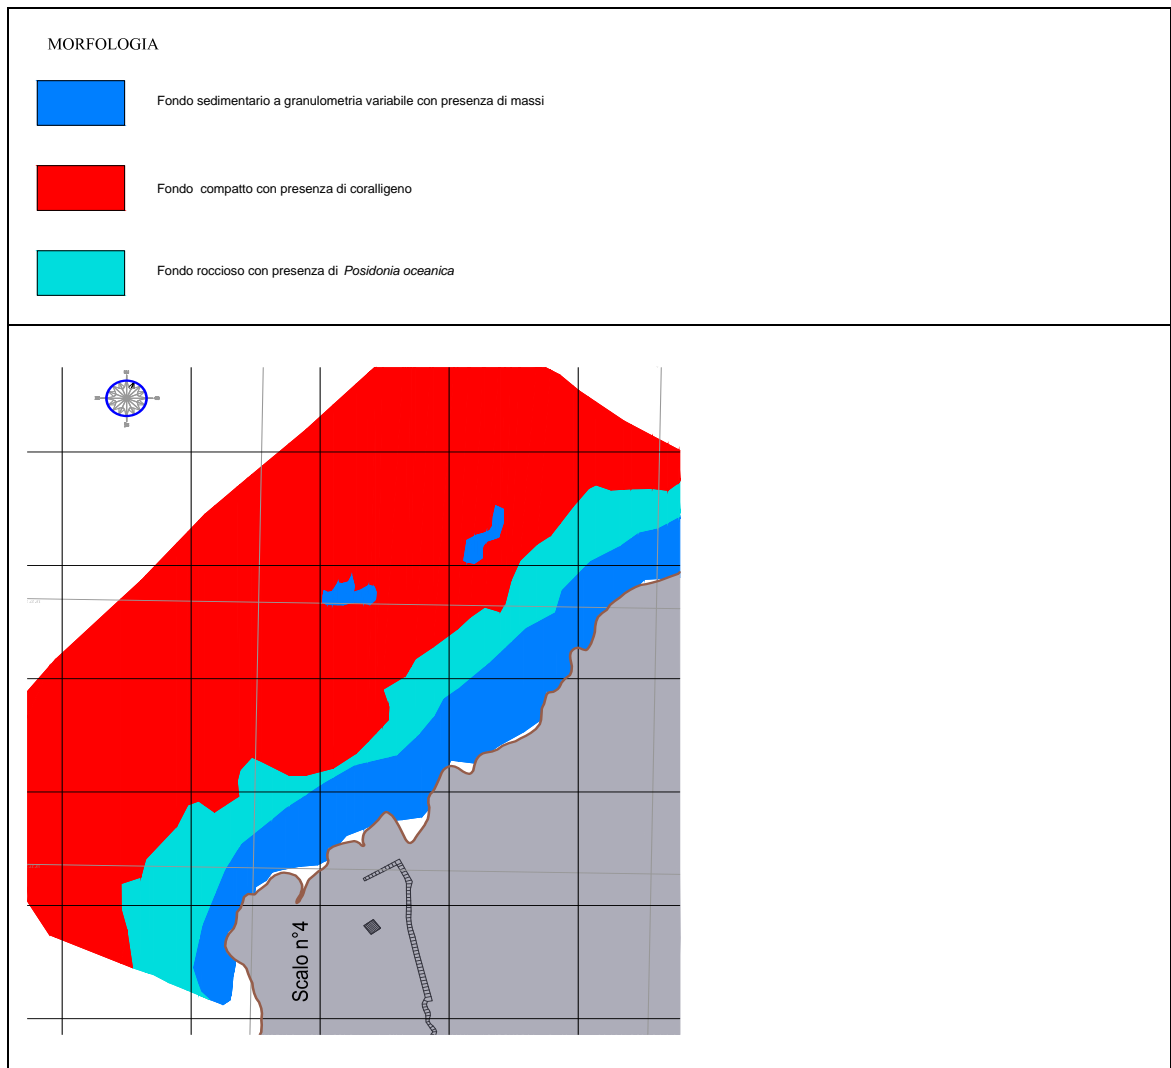 MORFOLOGIA
Fondo sedimentario a granulometria variabile con presenza di massi
Fondo compatto con presenza di coralligeno
Fondo roccioso con presenza di Posidonia oceanica
Scalo n°4